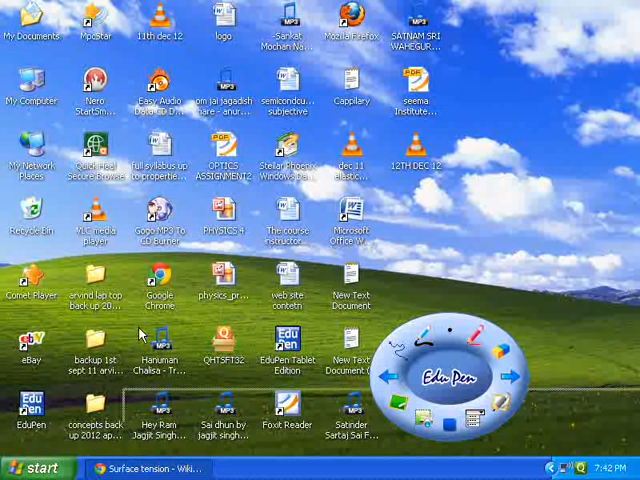 My Documents
MpcStar
11th dec 12
logo
-Sankat
Mochan Na...
Mozilla Firefox
SATNAM SRI
WAHEGUR...
My Computer
Nero
StartSm...
Easy Audio
Data CD D...
om jai jagadish
hare - anur...
semicondcu...
subjective
Cappilary
seema
Institute...
My Network
Places
Quick Heal
Secure Browse
full syllabus up
to propertie...
OPTICS
ASSIGNMENT2
Stellar Phoenix
Windows Da...
dec 11
elastic...
12TH DEC 12
Recycle Bin
VLC media
player
Gogo MP3 To
CD Burner
PHYSICS 4
The course
instructor...
Microsoft
Office W...
Comet Player
arvind lap top
back up 20...
Google
Chrome
physics_pr...
web site
contetn
New Text
Document
eBay
backup 1st
sept 11 arvi...
Hanuman
Chalisa - Tr...
QHTSFT32
EduPen Tablet
Edition
New Text
Document (
Edu Pen
EduPen
concepts back
up 2012 ap...
Hey Ram
Jagjit Singh...
Sai dhun by
jagjit singh...
Foxit Reader
Satinder
Sartaj Sai F...
start
Surface tension - Wiki...
7:42 PM